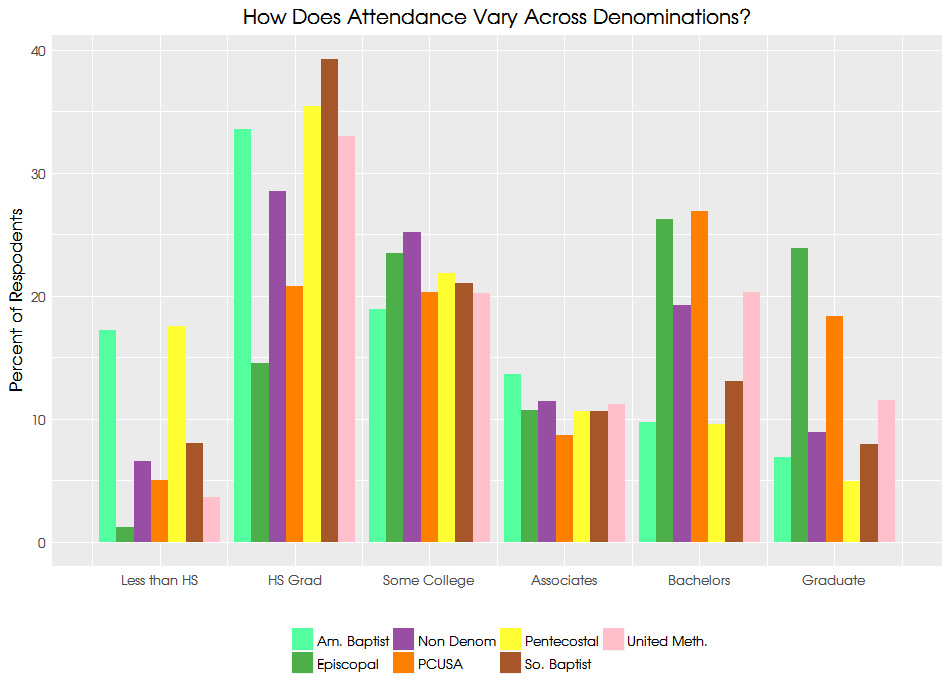 How Does Attendance Vary Across Denominations?
Percent of Respodents
40
30
20
10
0
Less than HS HS Grad Some College Associates Bachelors Graduate
Am. Baptist Non Denom Pentecostal United Meth.
Episcopal PCUSA So. Baptist